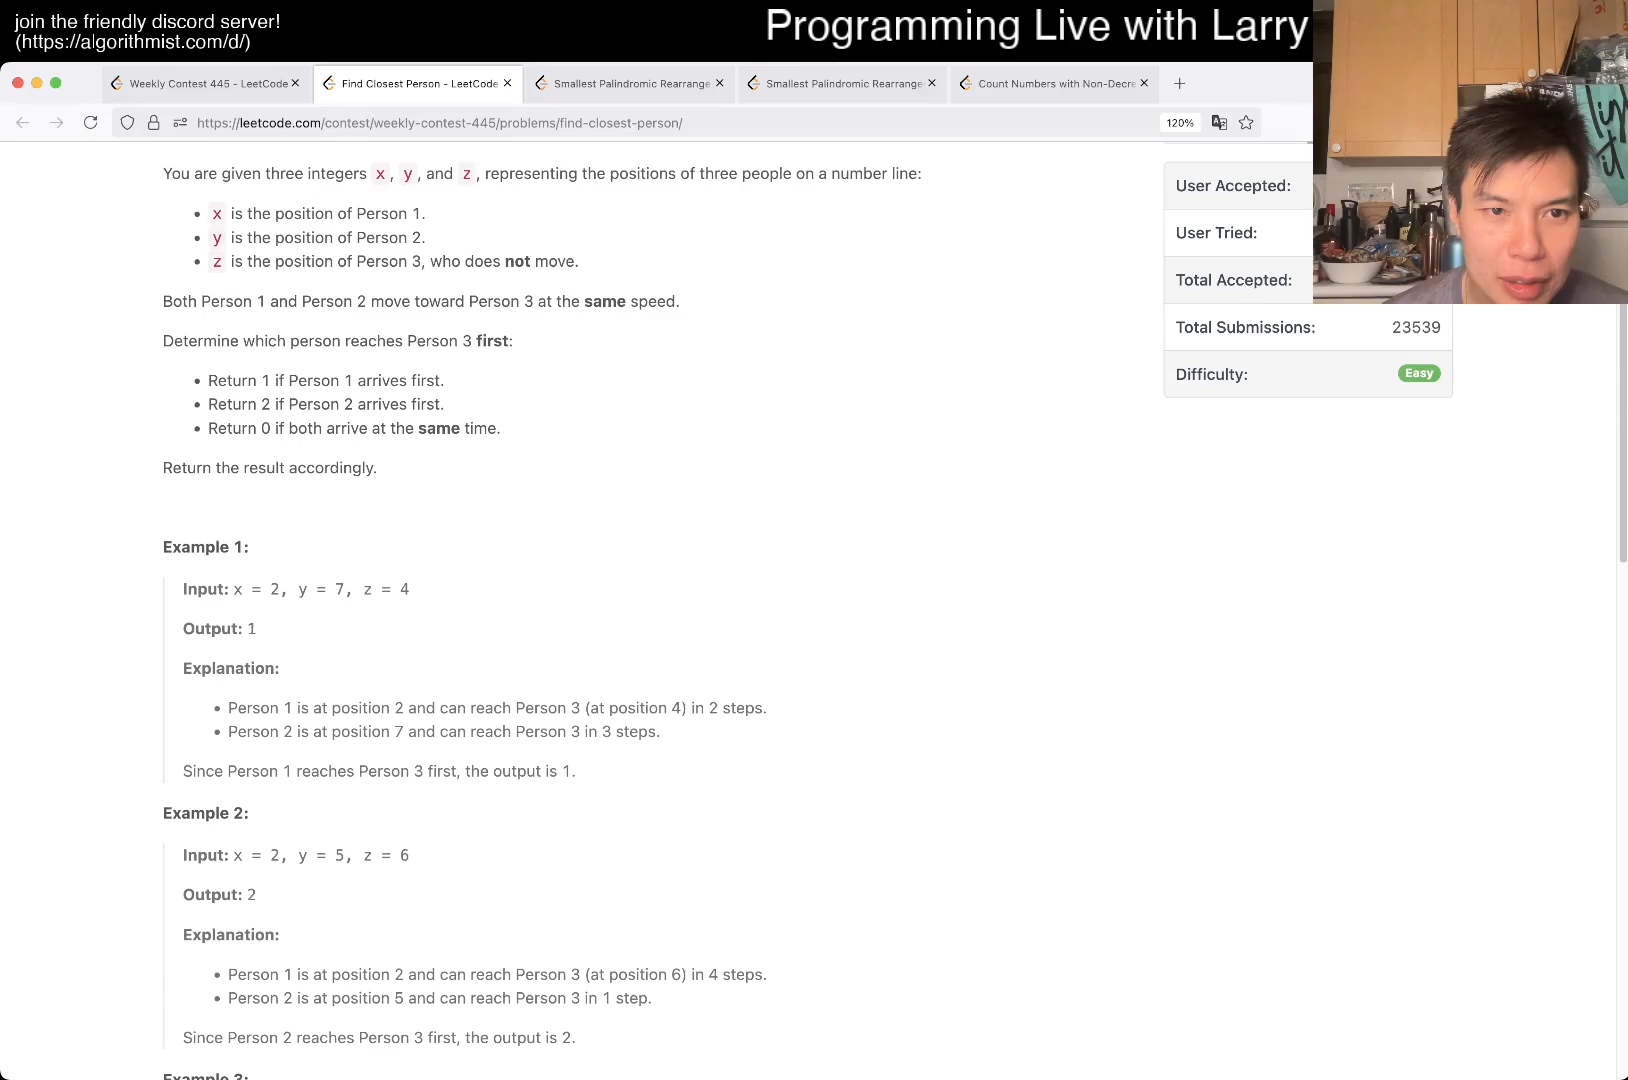 join the friendly discord server!
(https://algorithmist.com/d/)
Programming Live with Larry
Weekly Contest 445 - LeetCode
Find Closest Person - LeetCode
Smallest Palindromic Rearrange
Smallest Palindromic Rearrange
Count Numbers with Non-Decre
https://leetcode.com/contest/weekly-contest-445/problems/find-closest-person/
120%
You are given three integers x, y, and z, representing the positions of three people on a number line:
• x is the position of Person 1.
• y is the position of Person 2.
• z is the position of Person 3, who does not move.
Both Person 1 and Person 2 move toward Person 3 at the same speed.
Determine which person reaches Person 3 first:
• Return 1 if Person 1 arrives first.
• Return 2 if Person 2 arrives first.
• Return 0 if both arrive at the same time.
Return the result accordingly.
Example 1:
Input: x = 2, y = 7, z = 4
Output: 1
Explanation:
• Person 1 is at position 2 and can reach Person 3 (at position 4) in 2 steps.
• Person 2 is at position 7 and can reach Person 3 in 3 steps.
Since Person 1 reaches Person 3 first, the output is 1.
Example 2:
Input: x = 2, y = 5, z = 6
Output: 2
Explanation:
• Person 1 is at position 2 and can reach Person 3 (at position 6) in 4 steps.
• Person 2 is at position 5 and can reach Person 3 in 1 step.
Since Person 2 reaches Person 3 first, the output is 2.
Example 3:
User Accepted:
User Tried:
Total Accepted:
Total Submissions: 23539
Difficulty: Easy